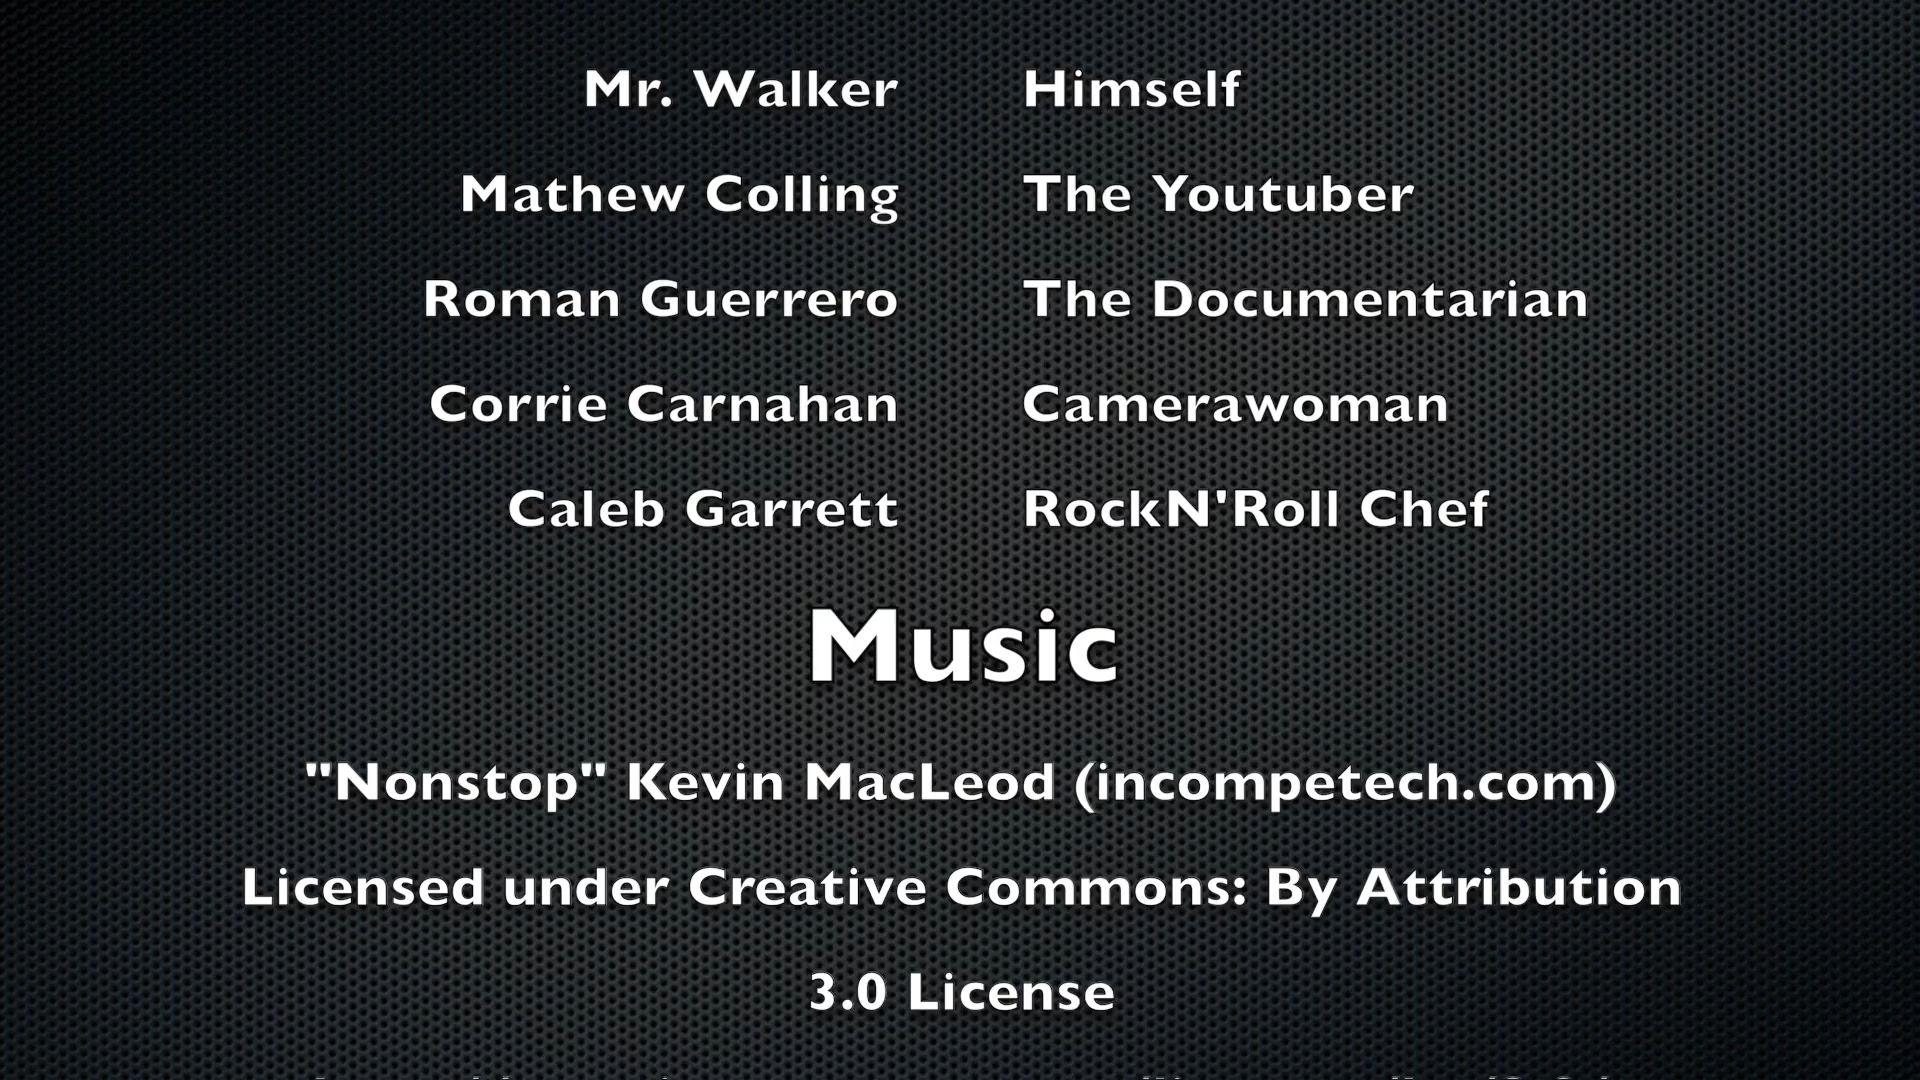 Mr. Walker Himself
Mathew Colling The Youtuber
Roman Guerrero The Documentarian
Corrie Carnahan Camerawoman
Caleb Garrett RockN'Roll Chef
Music
"Nonstop" Kevin MacLeod (incompetech.com)
Licensed under Creative Commons: By Attribution
3.0 License